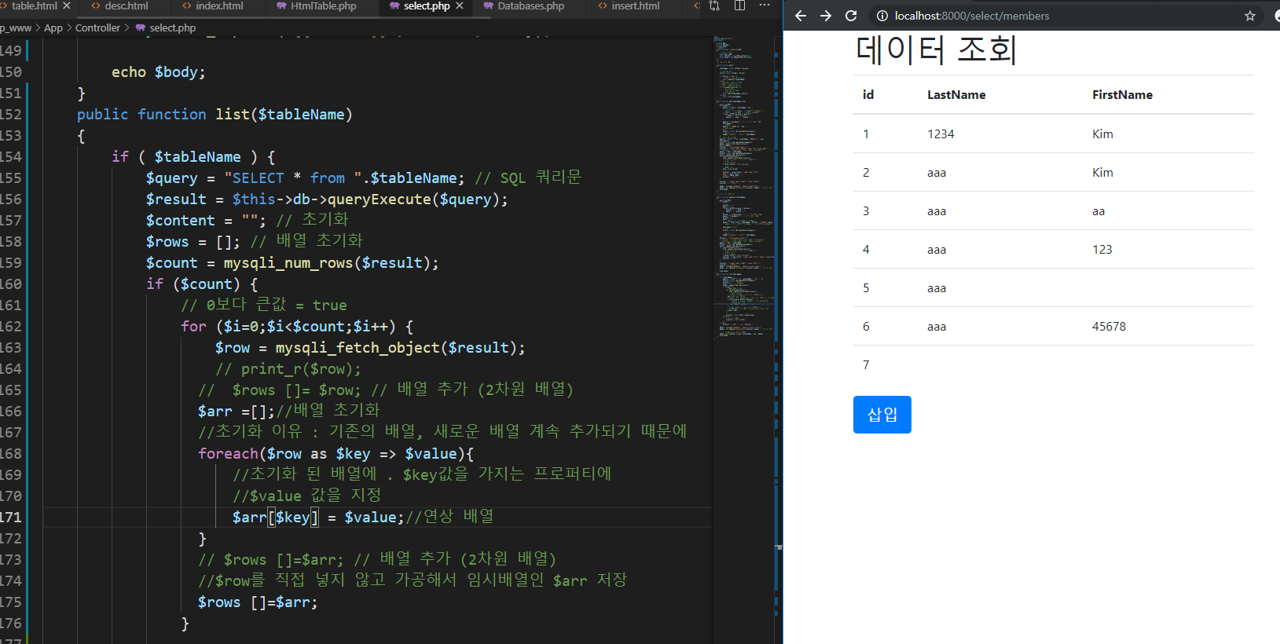 table.html
desc.html
index.html
HtmlTable.php
select.php
Databases.php
insert.html
p_www > App > Controller > select.php
149
150 echo $body;
151 }
152 public function list($tableName)
153 {
154 if ( $tableName ) {
155 $query = "SELECT * from ".$tableName; // SQL 쿼리문
156 $result = $this->db->queryExecute($query);
157 $content = ""; // 초기화
158 $rows = []; // 배열 초기화
159 $count = mysqli_num_rows($result);
160 if ($count) {
161 // 0보다 큰값 = true
162 for ($i=0;$i<$count;$i++) {
163 $row = mysqli_fetch_object($result);
164 // print_r($row);
165 // $rows []= $row; // 배열 추가 (2차원 배열)
166 $arr =[];//배열 초기화
167 //초기화 이유 : 기존의 배열, 새로운 배열 계속 추가되기 때문에
168 foreach($row as $key => $value){
169 //초기화 된 배열에 . $key값을 가지는 프로퍼티에
170 //$value 값을 지정
171 $arr[$key] = $value;//연상 배열
172 }
173 // $rows []=$arr; // 배열 추가 (2차원 배열)
174 //$row를 직접 넣지 않고 가공해서 임시배열인 $arr 저장
175 $rows []=$arr;
176 }
localhost:8000/select/members
데이터 조회
id LastName FirstName
1 1234 Kim
2 aaa Kim
3 aaa aa
4 aaa 123
5 aaa
6 aaa 45678
7
삽입